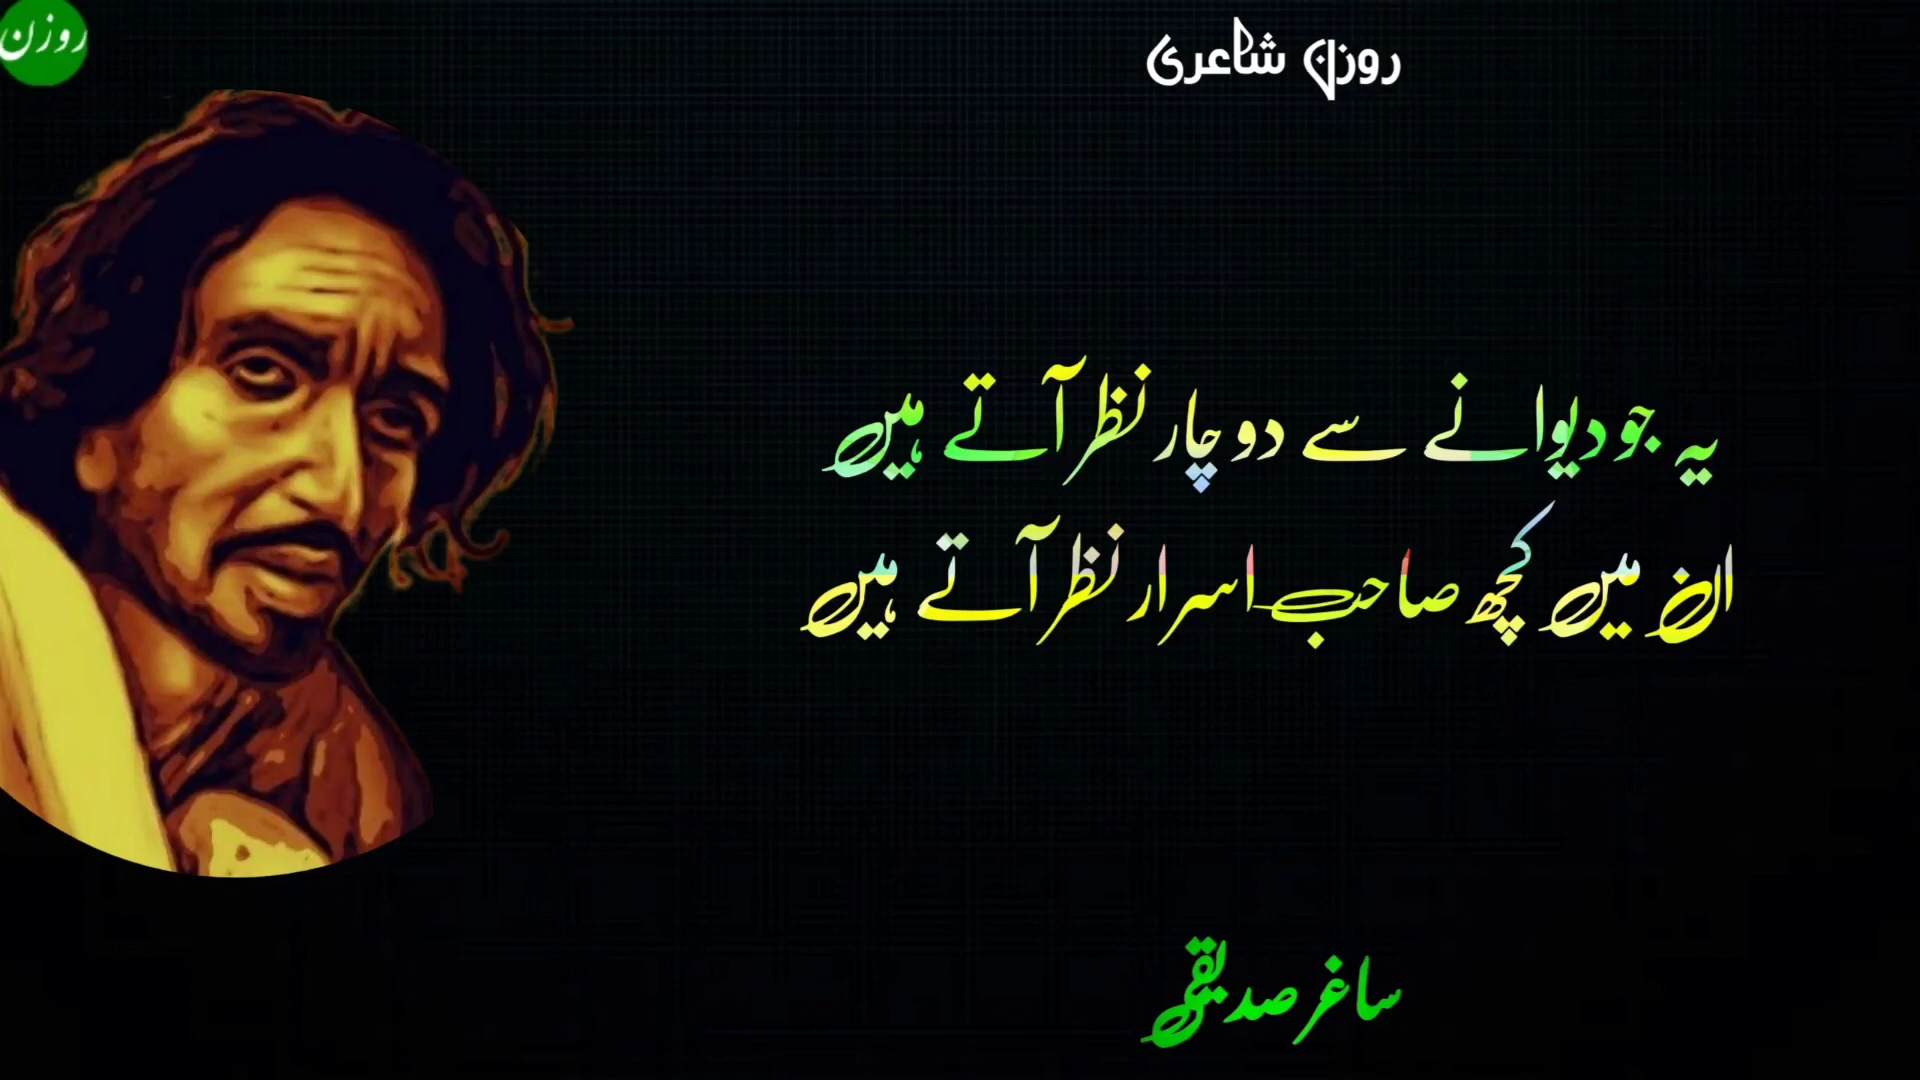 روزن
روزن شاعری
یہ جو دیوانے سے دو چار نظر آتے ہیں
ان میں کچھ صاحب اسرار نظر آتے ہیں
ساغر صدیقی